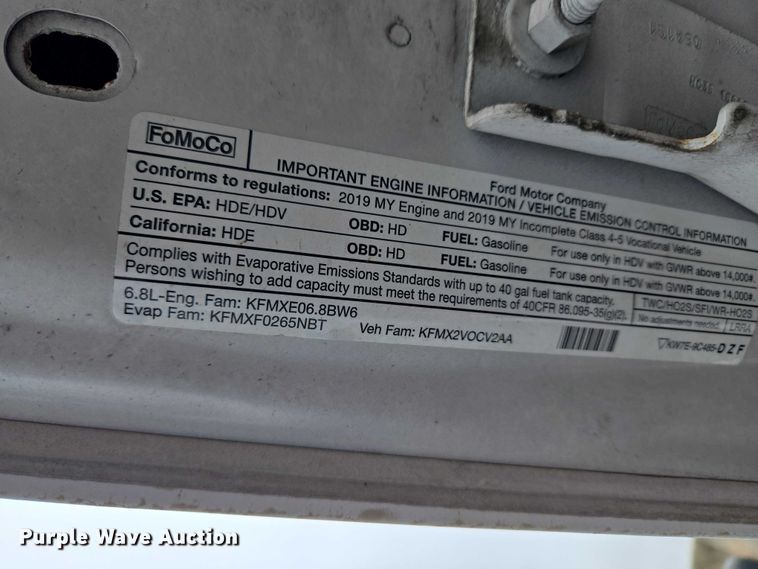 FoMoCo
Ford Motor Company
IMPORTANT ENGINE INFORMATION / VEHICLE EMISSION CONTROL INFORMATION
Conforms to regulations: 2019 MY Engine and 2019 MY Incomplete Class 4-5 Vocational Vehicle
U.S. EPA: HDE/HDV OBD: HD FUEL: Gasoline For use only in HDV with GVWR above 14,000#.
California: HDE OBD: HD FUEL: Gasoline For use only in HDV with GVWR above 14,000#.
Complies with Evaporative Emissions Standards with up to 40 gal fuel tank capacity.
Persons wishing to add capacity must meet the requirements of 40CFR 86.095-35(g)(2).
TWC/HO2S/SFI/WR-HO2S
LRRA
6.8L-Eng. Fam: KFMXE06.8BW6
Evap Fam: KFMXF0265NBT Veh Fam: KFMX2VOCV2AA
KW7E-9C485-DZF
Purple Wave Auction